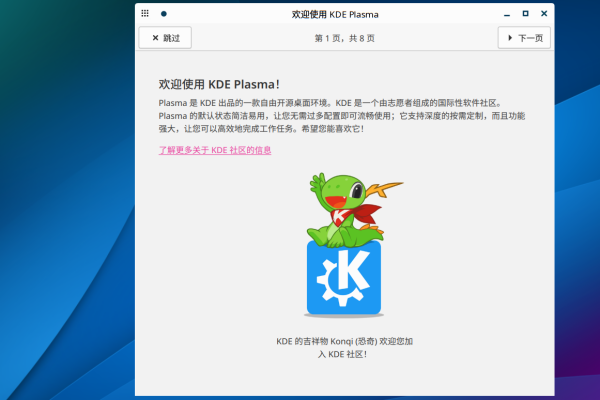 欢迎使用 KDE Plasma
跳过
第 1 页，共 8 页
下一页
欢迎使用 KDE Plasma！
Plasma 是 KDE 出品的一款自由开源桌面环境。KDE 是一个由志愿者组成的国际性软件社区。
Plasma 的默认状态简洁易用，让您无需过多配置即可流畅使用；它支持深度的按需定制，而且功能
强大，让您可以高效地完成工作任务。希望您能喜欢它！
了解更多关于 KDE 社区的信息
K
K
KDE 的吉祥物 Konqi (恐奇) 欢迎您加
入 KDE 社区！